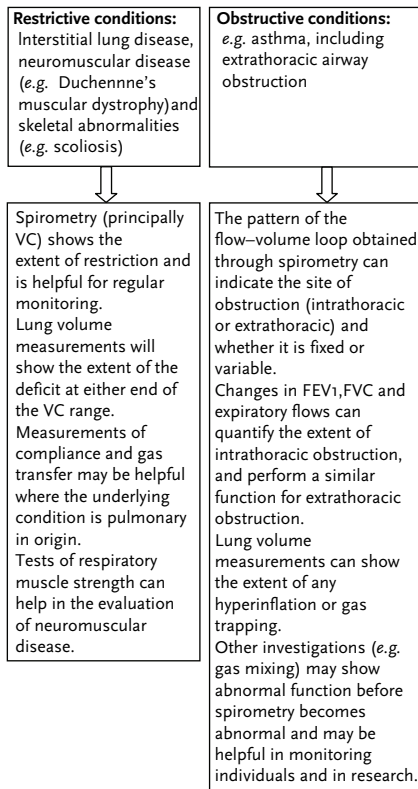 Restrictive conditions:
Interstitial lung disease,
neuromuscular disease
(e.g. Duchennne's
muscular dystrophy) and
skeletal abnormalities
(e.g. scoliosis)
Spirometry (principally
VC) shows the
extent of restriction and
is helpful for regular
monitoring.
Lung volume
measurements will
show the extent of the
deficit at either end of
the VC range.
Measurements of
compliance and gas
transfer may be helpful
where the underlying
condition is pulmonary
in origin.
Tests of respiratory
muscle strength can
help in the evaluation
of neuromuscular
disease.
Obstructive conditions:
e.g. asthma, including
extrathoracic airway
obstruction
The pattern of the
flow–volume loop obtained
through spirometry can
indicate the site of
obstruction (intrathoracic
or extrathoracic) and
whether it is fixed or
variable.
Changes in FEV1,FVC and
expiratory flows can
quantify the extent of
intrathoracic obstruction,
and perform a similar
function for extrathoracic
obstruction.
Lung volume
measurements can show
the extent of any
hyperinflation or gas
trapping.
Other investigations (e.g.
gas mixing) may show
abnormal function before
spirometry becomes
abnormal and may be
helpful in monitoring
individuals and in research.